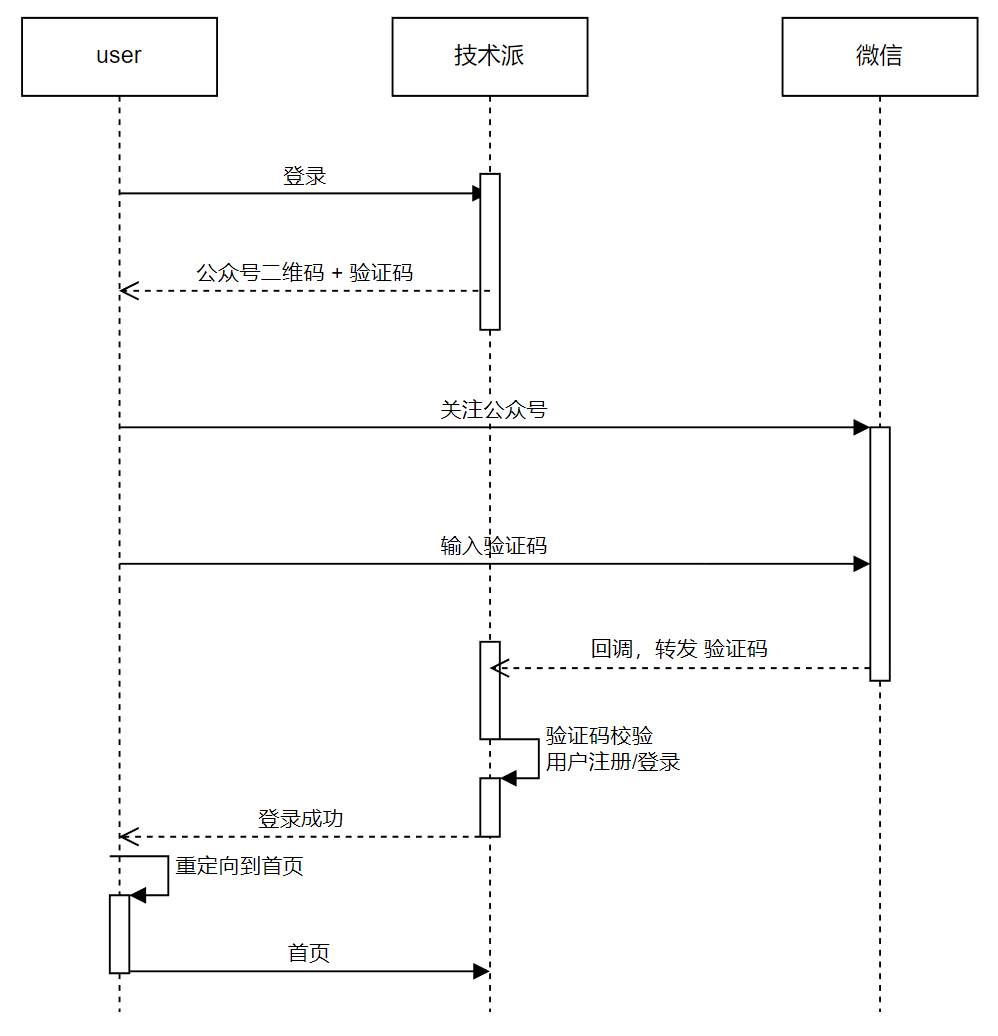 user
技术派
微信
登录
公众号二维码 + 验证码
关注公众号
输入验证码
回调，转发 验证码
验证码校验
用户注册/登录
登录成功
重定向到首页
首页